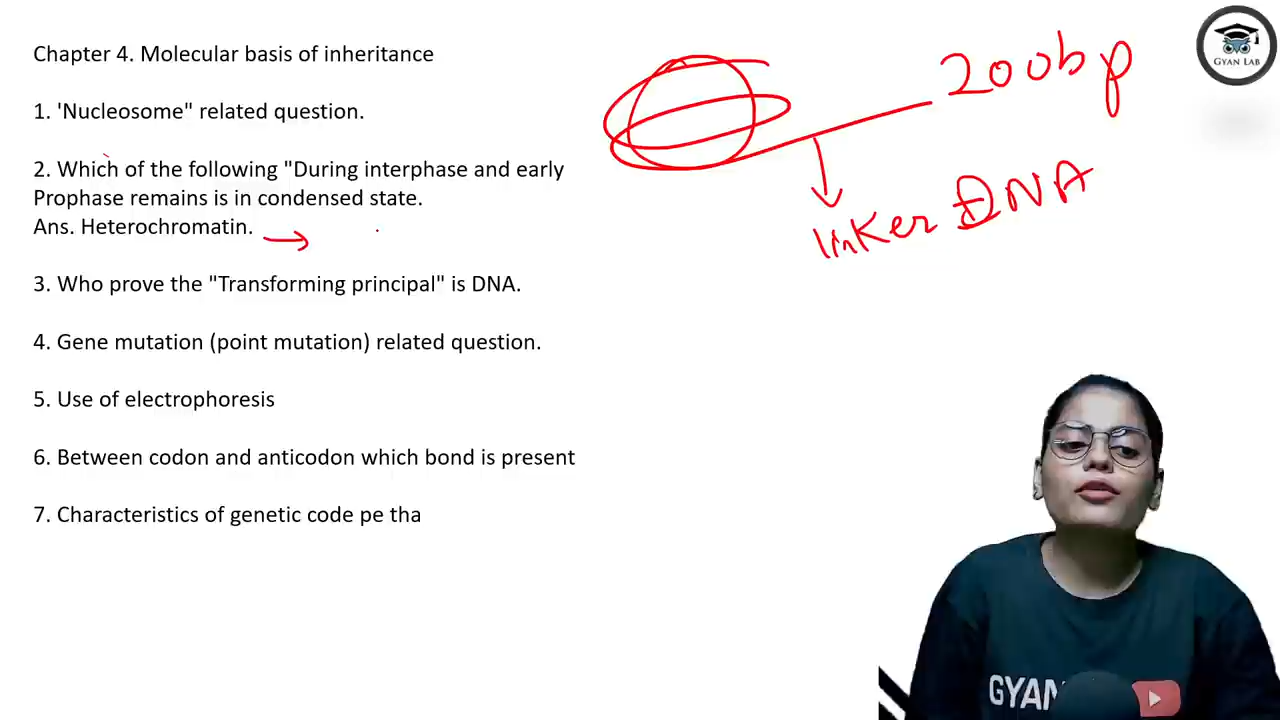 Chapter 4. Molecular basis of inheritance
1. 'Nucleosome" related question.
2. Which of the following "During interphase and early
Prophase remains is in condensed state.
Ans. Heterochromatin.
3. Who prove the "Transforming principal" is DNA.
4. Gene mutation (point mutation) related question.
5. Use of electrophoresis
6. Between codon and anticodon which bond is present
7. Characteristics of genetic code pe tha
200bp
linker DNA
GYAN LAB
GYAN